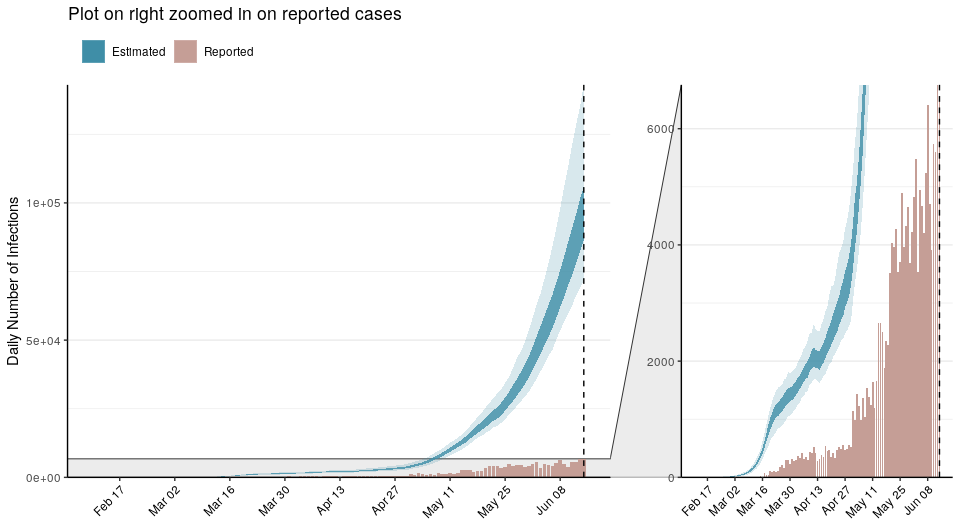 Plot on right zoomed in on reported cases
Estimated Reported
Daily Number of Infections
1e+05
5e+04
0e+00
Feb 17 Mar 02 Mar 16 Mar 30 Apr 13 Apr 27 May 11 May 25 Jun 08
6000
4000
2000
0
Feb 17 Mar 02 Mar 16 Mar 30 Apr 13 Apr 27 May 11 May 25 Jun 08